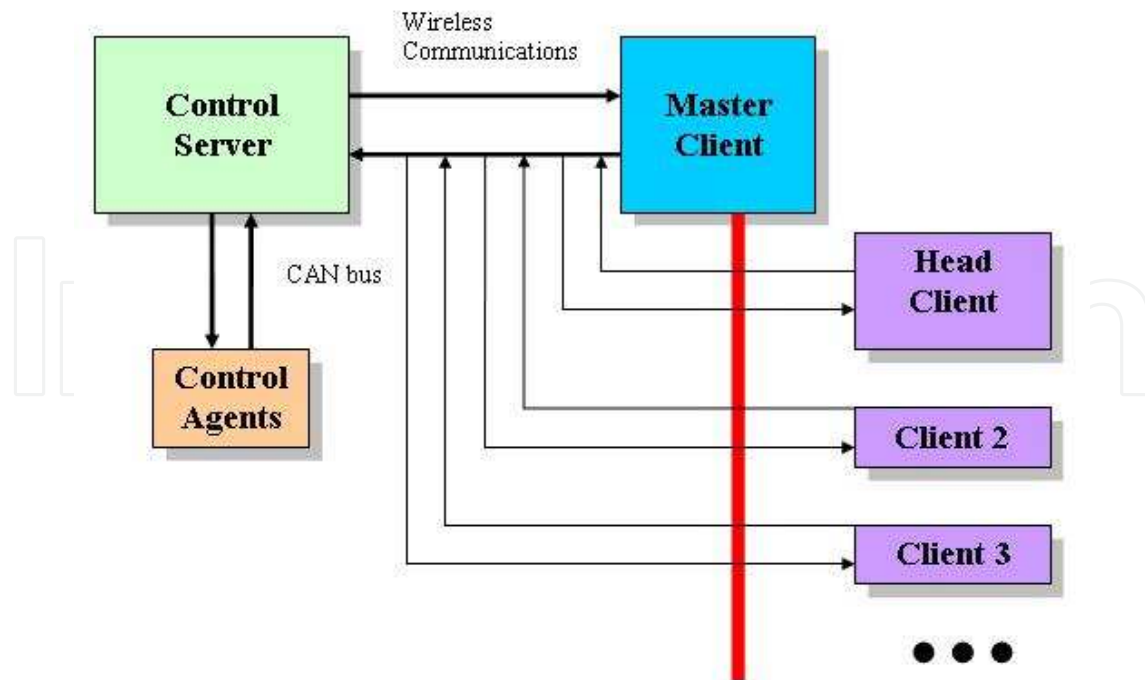 Wireless
Communications
Control
Server
Master
Client
CAN bus
Head
Client
Control
Agents
Client 2
Client 3